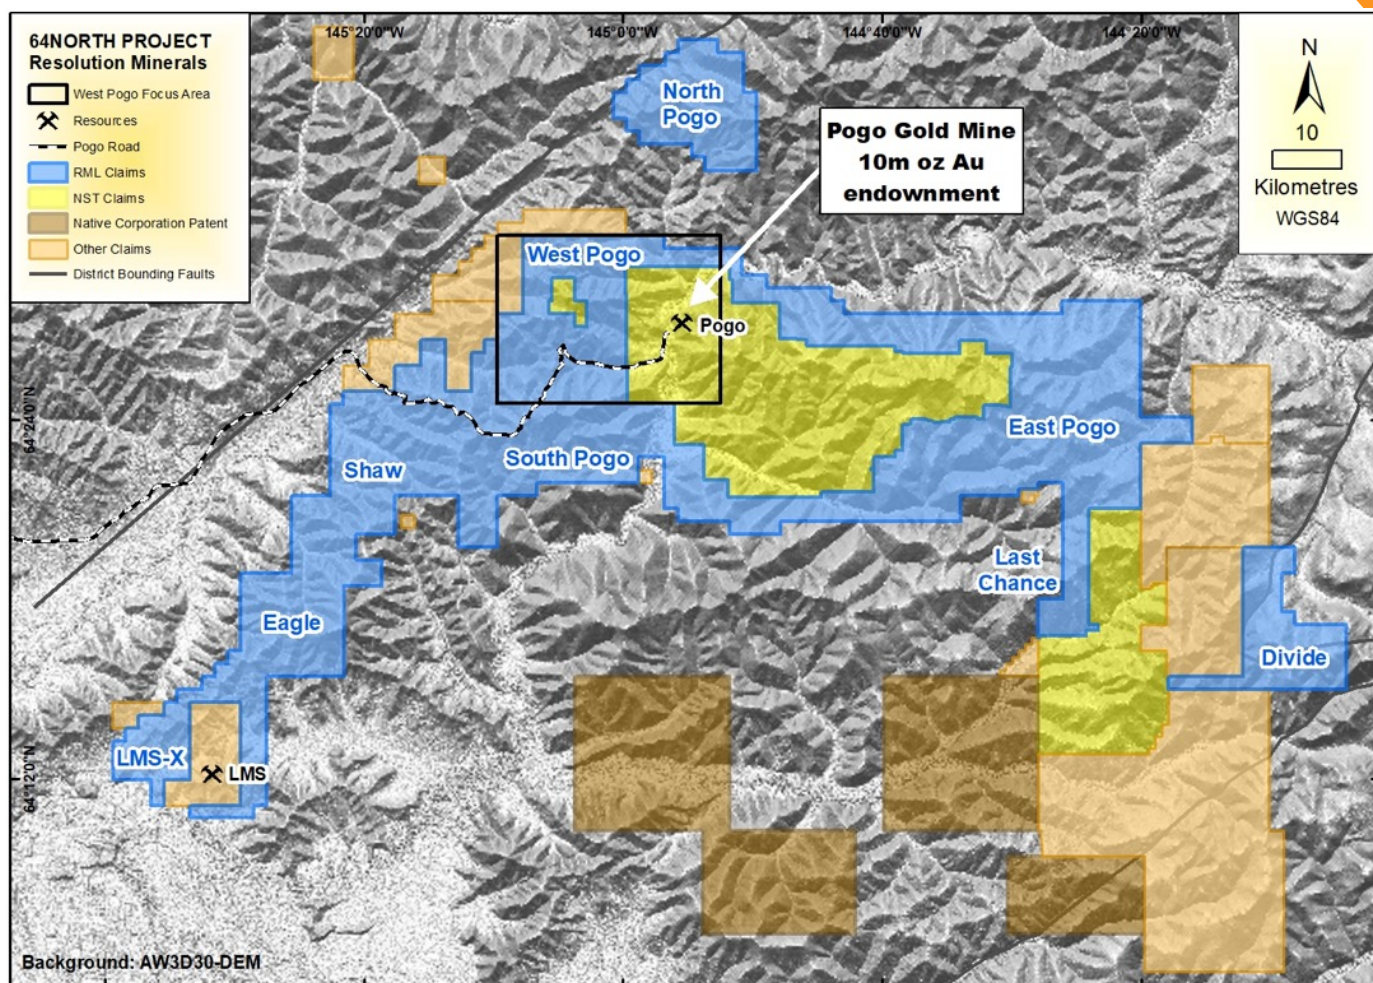 64NORTH PROJECT
Resolution Minerals
West Pogo Focus Area
Resources
Pogo Road
RML Claims
NST Claims
Native Corporation Patent
Other Claims
District Bounding Faults
145°20'0"W
145°0'0"W
144°40'0"W
144°20'0"W
N
10
Kilometres
WGS84
North
Pogo
Pogo Gold Mine
10m oz Au
endownment
West Pogo
Pogo
64°24'0"N
East Pogo
South Pogo
Shaw
Last
Chance
Eagle
Divide
LMS-X
LMS
64°12'0"N
Background: AW3D30-DEM